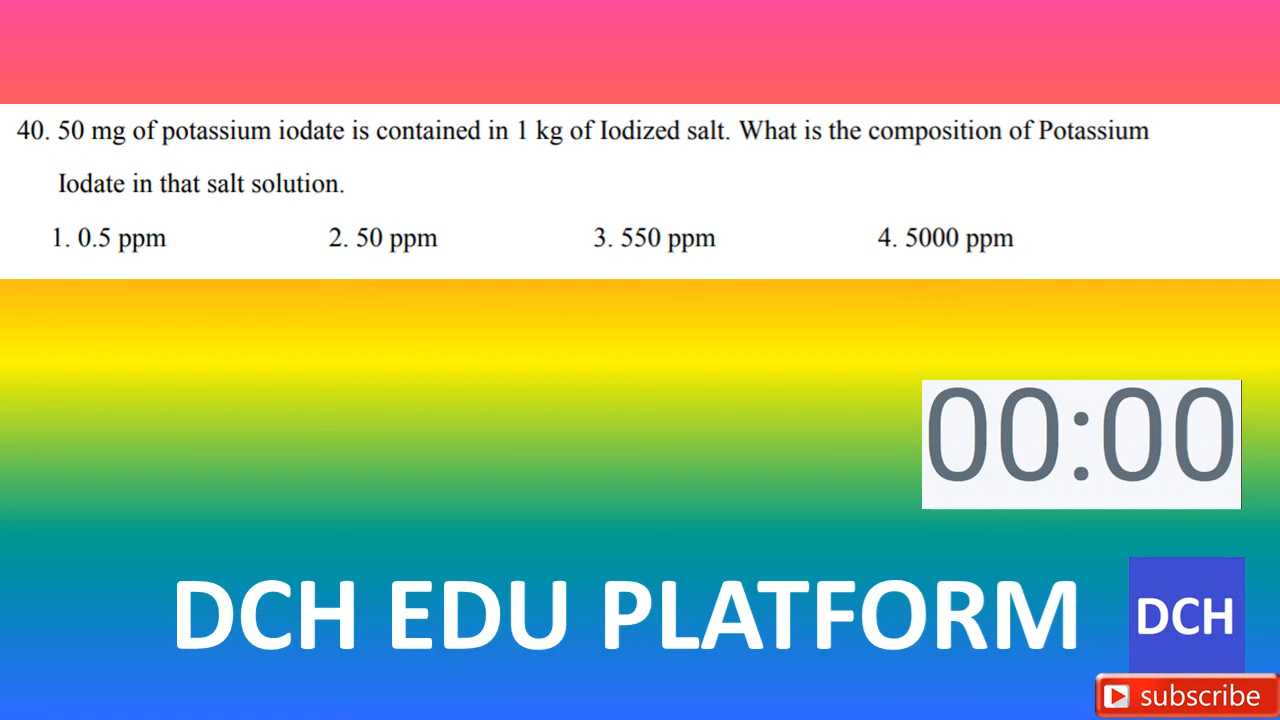 40. 50 mg of potassium iodate is contained in 1 kg of Iodized salt. What is the composition of Potassium
Iodate in that salt solution.
1. 0.5 ppm 2. 50 ppm 3. 550 ppm 4. 5000 ppm
00:00
DCH EDU PLATFORM
DCH
subscribe